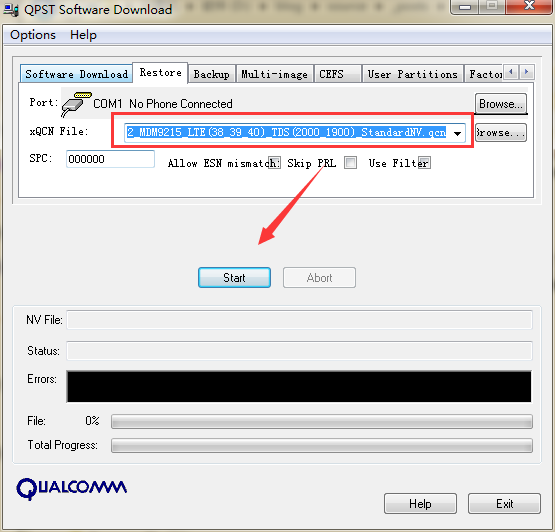 QPST Software Download
Options Help
Software Download Restore Backup Multi-image CEFS User Partitions Factor
Port: COM1 No Phone Connected Browse...
xQCN File: 2_MDM9215_LTE(38_39_40)_TDS(2000_1900)_StandardNV.qcn Browse...
SPC: 000000 Allow ESN mismatch: Skip PRL Use Filter
Start Abort
NV File:
Status:
Errors:
File: 0%
Total Progress:
QUALCOMM
Help Exit